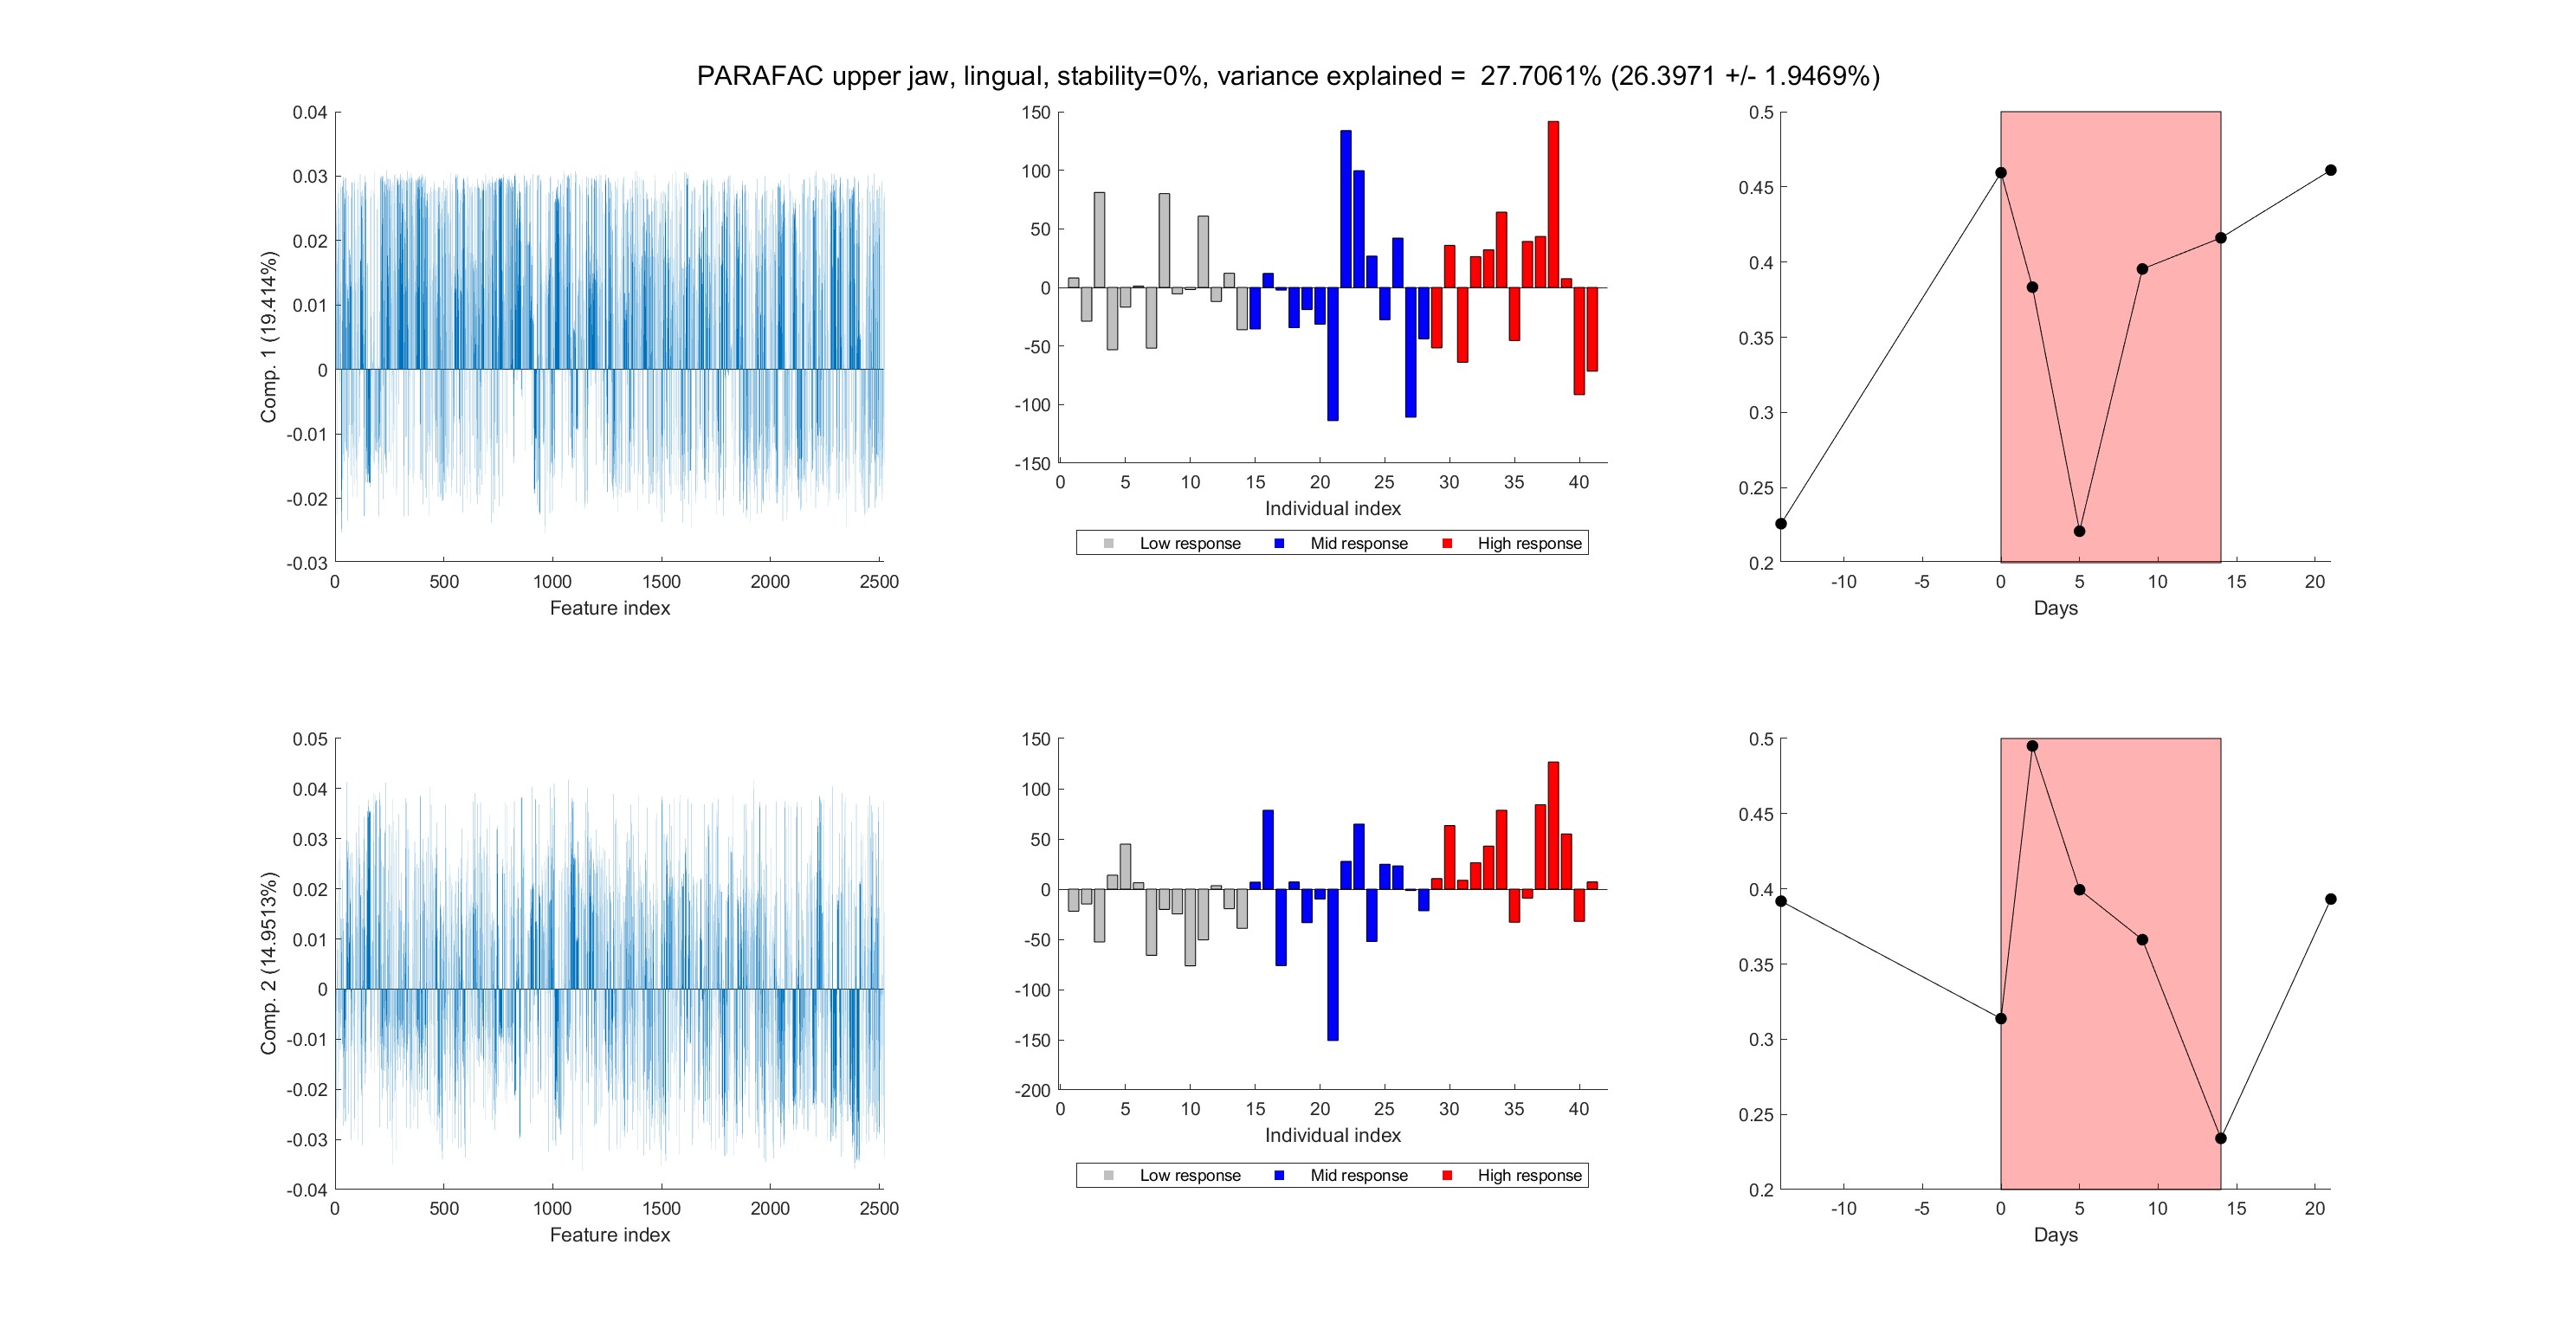 PARAFAC upper jaw, lingual, stability=0%, variance explained = 27.7061% (26.3971 +/- 1.9469%)
Comp. 1 (19.414%)
0.04
0.03
0.02
0.01
0
-0.01
-0.02
-0.03
0 500 1000 1500 2000 2500
Feature index
150
100
50
0
-50
-100
-150
0 5 10 15 20 25 30 35 40
Individual index
Low response Mid response High response
0.5
0.45
0.4
0.35
0.3
0.25
0.2
-10 -5 0 5 10 15 20
Days
Comp. 2 (14.9513%)
0.05
0.04
0.03
0.02
0.01
0
-0.01
-0.02
-0.03
-0.04
0 500 1000 1500 2000 2500
Feature index
150
100
50
0
-50
-100
-150
-200
0 5 10 15 20 25 30 35 40
Individual index
Low response Mid response High response
0.5
0.45
0.4
0.35
0.3
0.25
0.2
-10 -5 0 5 10 15 20
Days